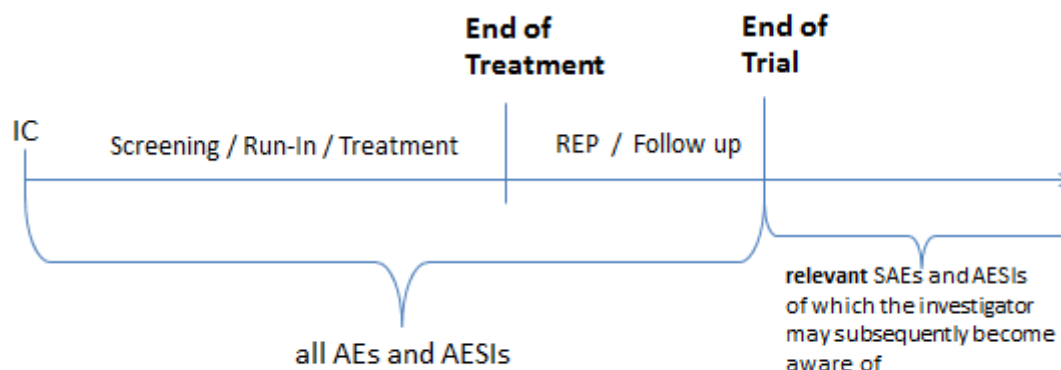 End of
Treatment
End of
Trial
IC
Screening / Run-In / Treatment
REP / Follow up
all AEs and AESIs
relevant SAEs and AESIs
of which the investigator
may subsequently become
aware of